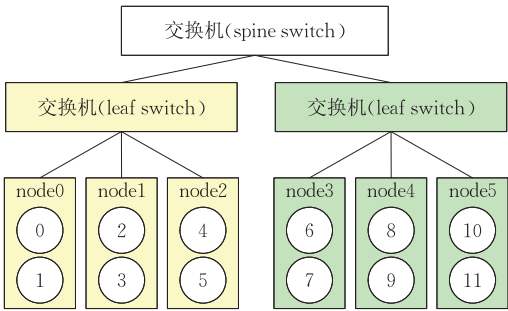 交换机(spine switch)
交换机(leaf switch) 交换机(leaf switch)
node0 node1 node2 node3 node4 node5
0 2 4 6 8 10
1 3 5 7 9 11